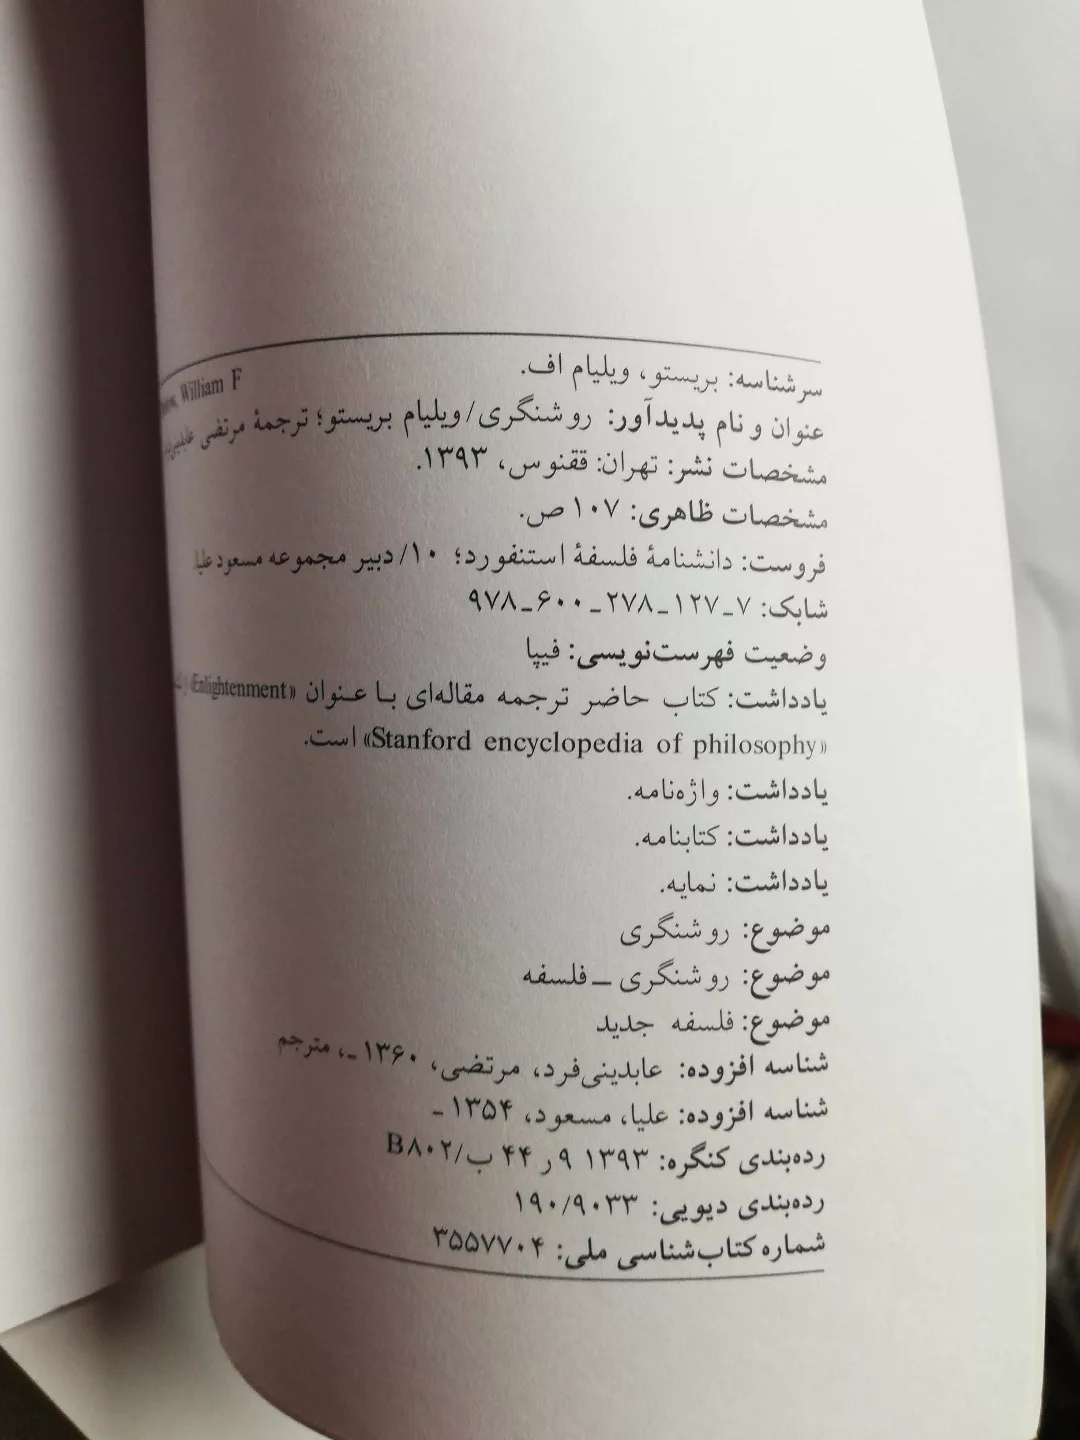 سرشناسه: بریستو، ویلیام اف. William F
عنوان و نام پدیدآور: روشنگری/ویلیام بریستو؛ ترجمهٔ مرتضی
مشخصات نشر: تهران: ققنوس، ۱۳۹۳.
مشخصات ظاهری: ۱۰۷ ص.
فروست: دانشنامهٔ فلسفهٔ استنفورد؛ ۱۰/دبیر مجموعه مسعود علیا.
شابک: ۷ـ۱۲۷ـ۲۷۸ـ۶۰۰ـ۹۷۸
وضعیت فهرست‌نویسی: فیپا
یادداشت: کتاب حاضر ترجمه مقاله‌ای با عنوان «Enlightenment»
«Stanford encyclopedia of philosophy» است.
یادداشت: واژه‌نامه.
یادداشت: کتابنامه.
یادداشت: نمایه.
موضوع: روشنگری
موضوع: روشنگری ــ فلسفه
موضوع: فلسفه جدید
شناسه افزوده: عابدینی‌فرد، مرتضی، ۱۳۶۰ ـ، مترجم
شناسه افزوده: علیا، مسعود، ۱۳۵۴ ـ
رده‌بندی کنگره: ۱۳۹۳ ۹ر ۴۴ ب/B۸۰۲
رده‌بندی دیویی: ۱۹۰/۹۰۳۳
شماره کتاب‌شناسی ملی: ۳۵۵۷۷۰۴